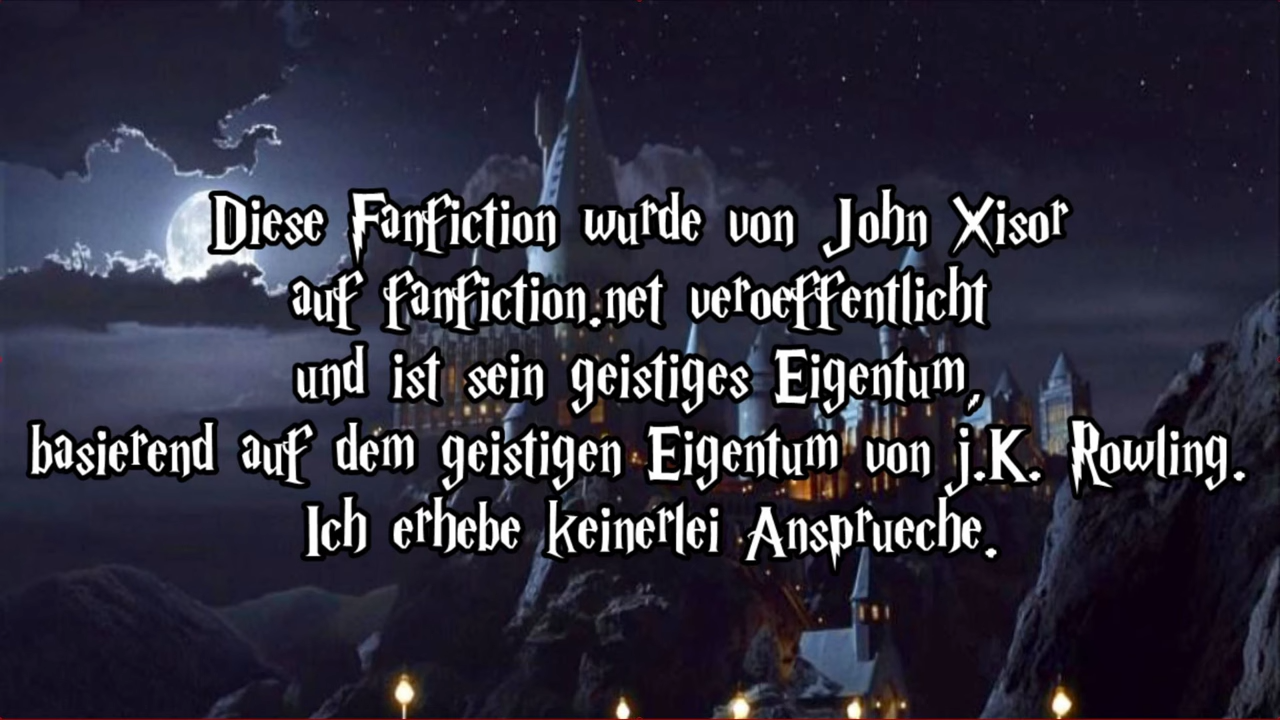 Diese Fanfiction wurde von John Xisor
auf fanfiction.net veroeffentlicht
und ist sein geistiges Eigentum,
basierend auf dem geistigen Eigentum von j.K. Rowling.
Ich erhebe keinerlei Ansprueche.